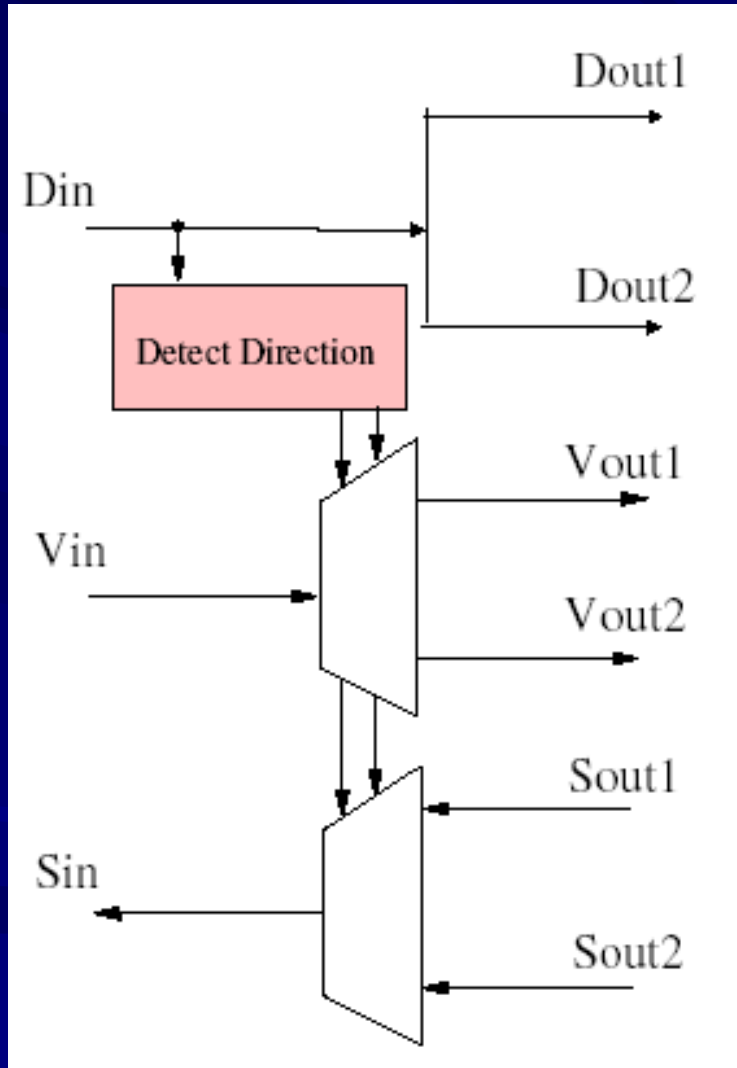 Dout1
Din
Dout2
Detect Direction
Vout1
Vin
Vout2
Sout1
Sin
Sout2